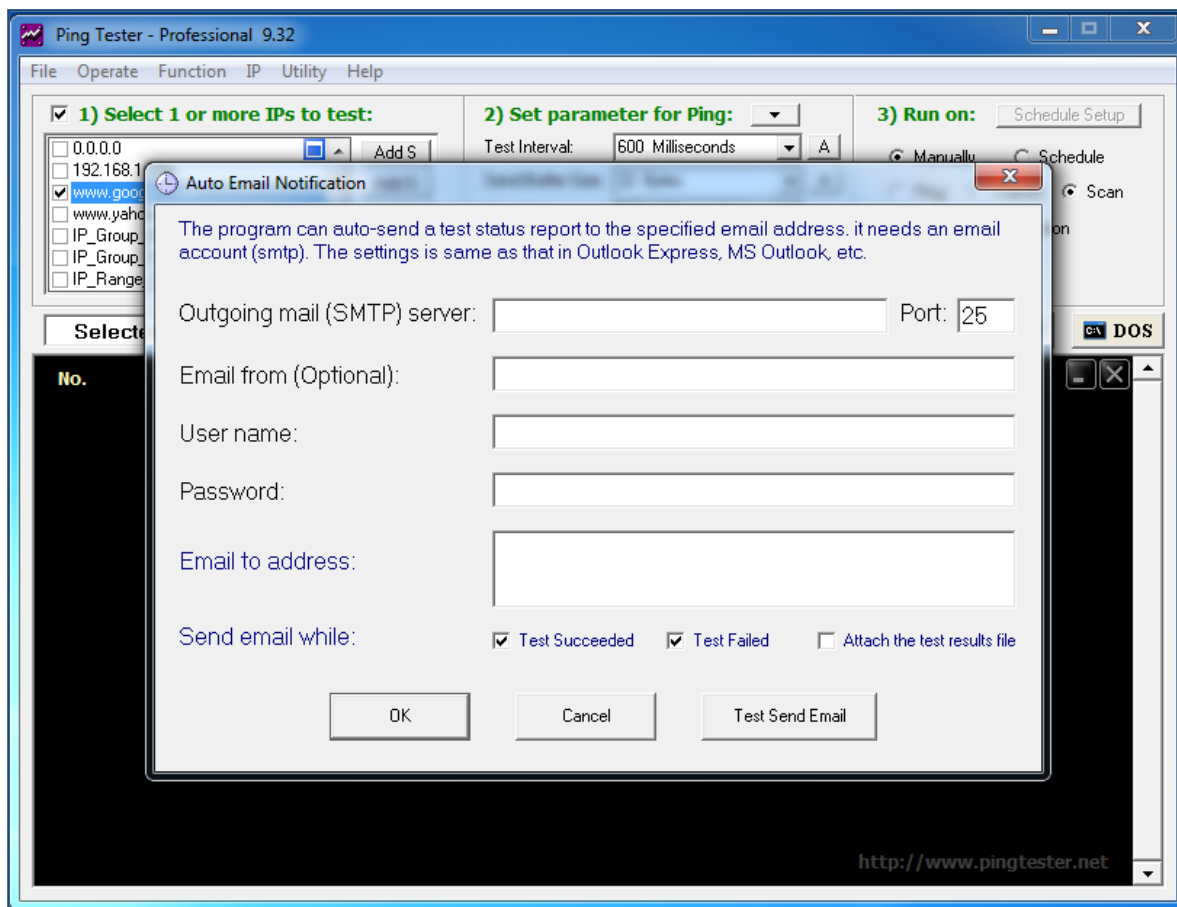 Ping Tester - Professional 9.32
File Operate Function IP Utility Help
1) Select 1 or more IPs to test:
2) Set parameter for Ping:
3) Run on:
Schedule Setup
0.0.0.0
Add S
Test Interval:
600 Milliseconds
A
Manually
Schedule
192.168.1
www.goog
Scan
www.yaho
on
IP_Group_
IP_Group_
IP_Range
Selecte
DOS
No.
Auto Email Notification
The program can auto-send a test status report to the specified email address. it needs an email
account (smtp). The settings is same as that in Outlook Express, MS Outlook, etc.
Outgoing mail (SMTP) server:
Port: 25
Email from (Optional):
User name:
Password:
Email to address:
Send email while:
Test Succeeded
Test Failed
Attach the test results file
OK
Cancel
Test Send Email
http://www.pingtester.net